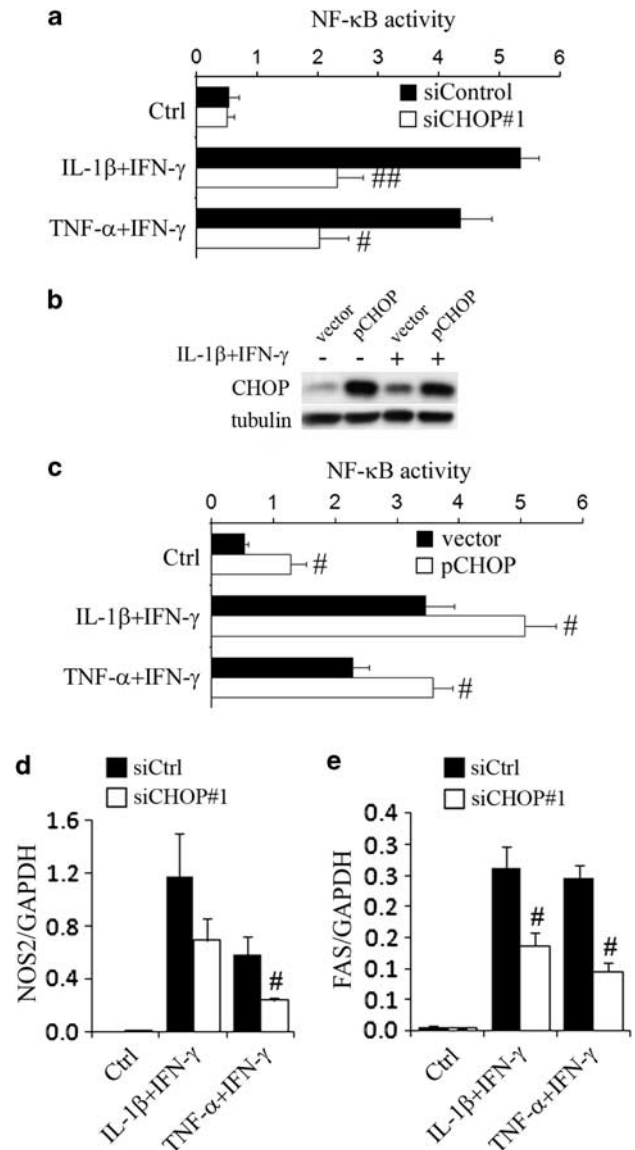 a
NF-κB activity
0 1 2 3 4 5 6
siControl
siCHOP#1
Ctrl
IL-1β+IFN-γ
##
TNF-α+IFN-γ
#
b
vector pCHOP vector pCHOP
IL-1β+IFN-γ - - + +
CHOP
tubulin
c
NF-κB activity
0 1 2 3 4 5 6
vector
pCHOP
Ctrl
#
IL-1β+IFN-γ
#
TNF-α+IFN-γ
#
d
siCtrl
siCHOP#1
NOS2/GAPDH
1.6
1.2
0.8
0.4
0.0
#
Ctrl
IL-1β+IFN-γ
TNF-α+IFN-γ
e
siCtrl
siCHOP#1
FAS/GAPDH
0.4
0.3
0.3
0.2
0.2
0.1
0.1
0.0
#
#
Ctrl
IL-1β+IFN-γ
TNF-α+IFN-γ